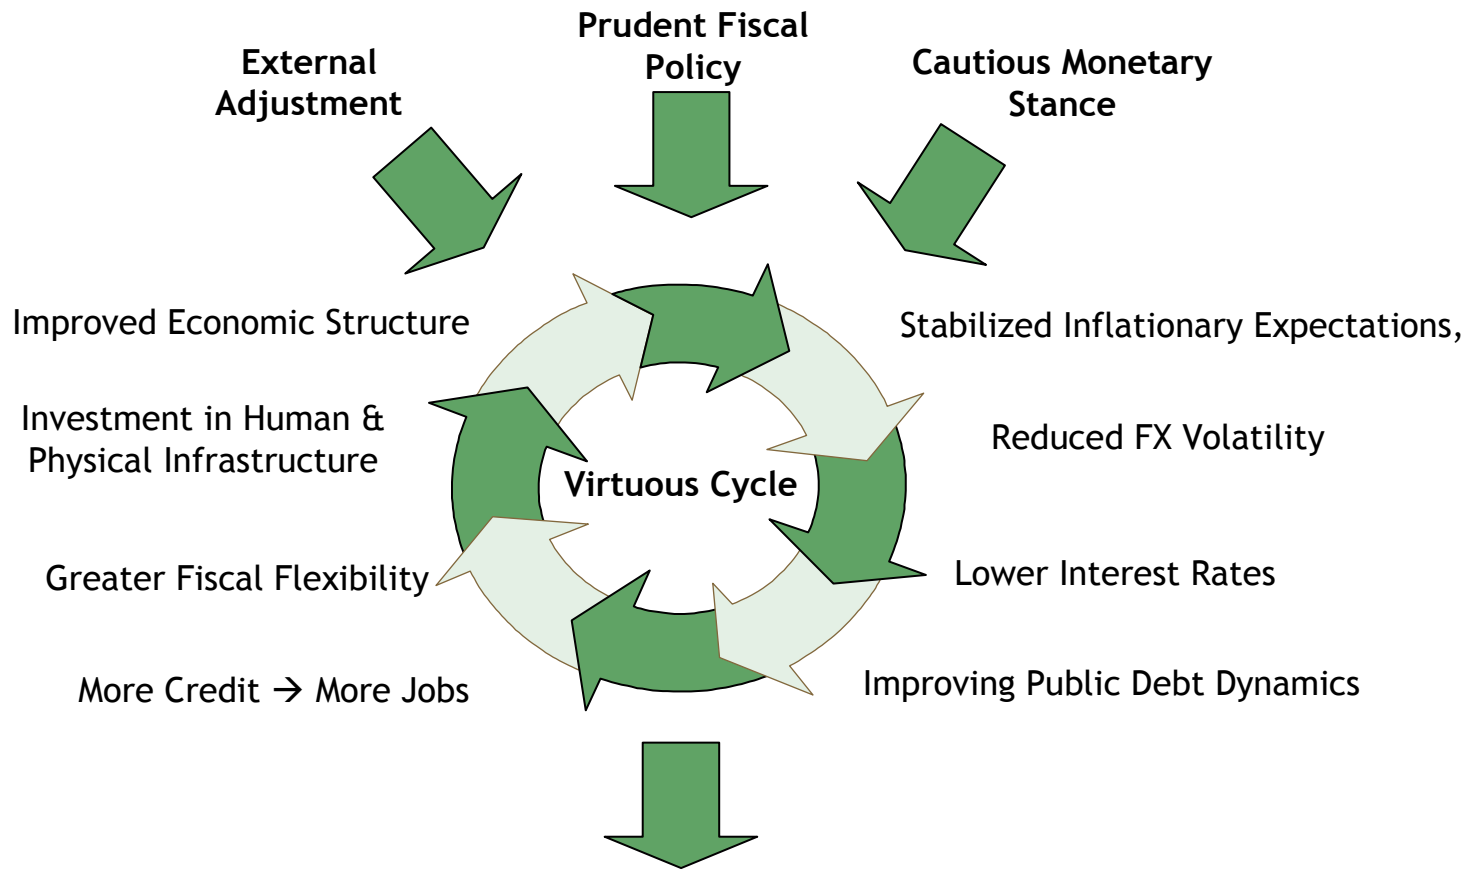 Prudent Fiscal
Policy
External
Adjustment
Cautious Monetary
Stance
Improved Economic Structure
Stabilized Inflationary Expectations,
Investment in Human &
Physical Infrastructure
Reduced FX Volatility
Virtuous Cycle
Greater Fiscal Flexibility
Lower Interest Rates
More Credit → More Jobs
Improving Public Debt Dynamics